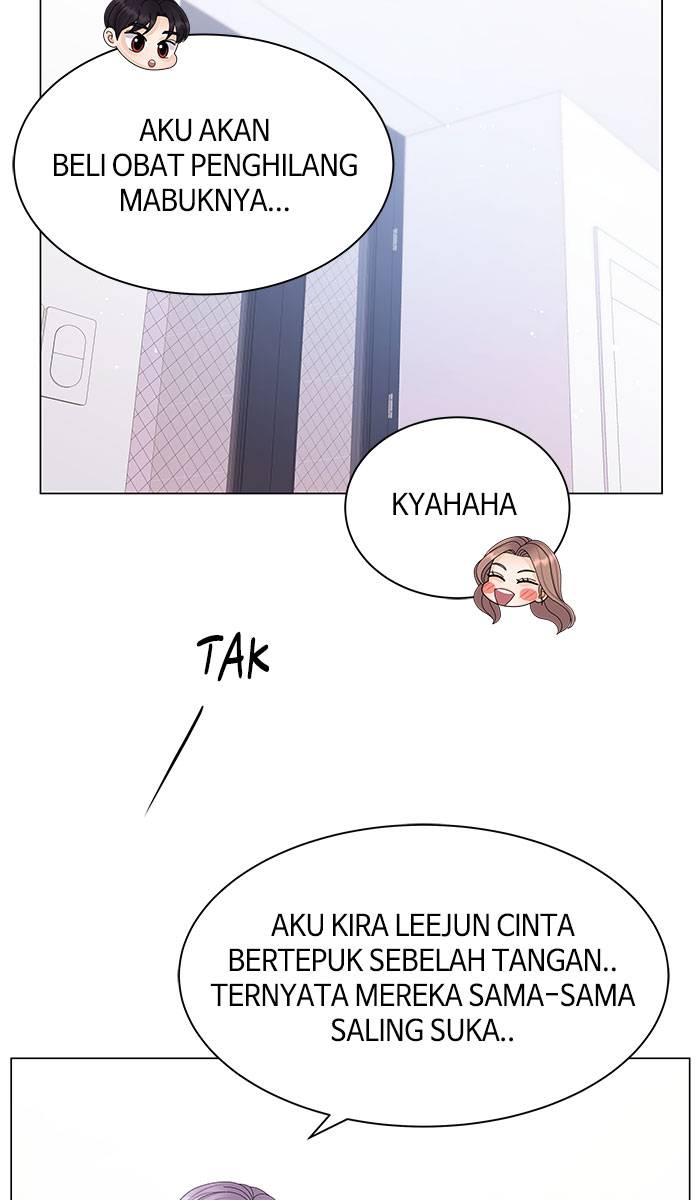 AKU AKAN
BELI OBAT PENGHILANG
MABUKNYA...
KYAHAHA
TAK
AKU KIRA LEEJUN CINTA
BERTEPUK SEBELAH TANGAN..
TERNYATA MEREKA SAMA-SAMA
SALING SUKA..